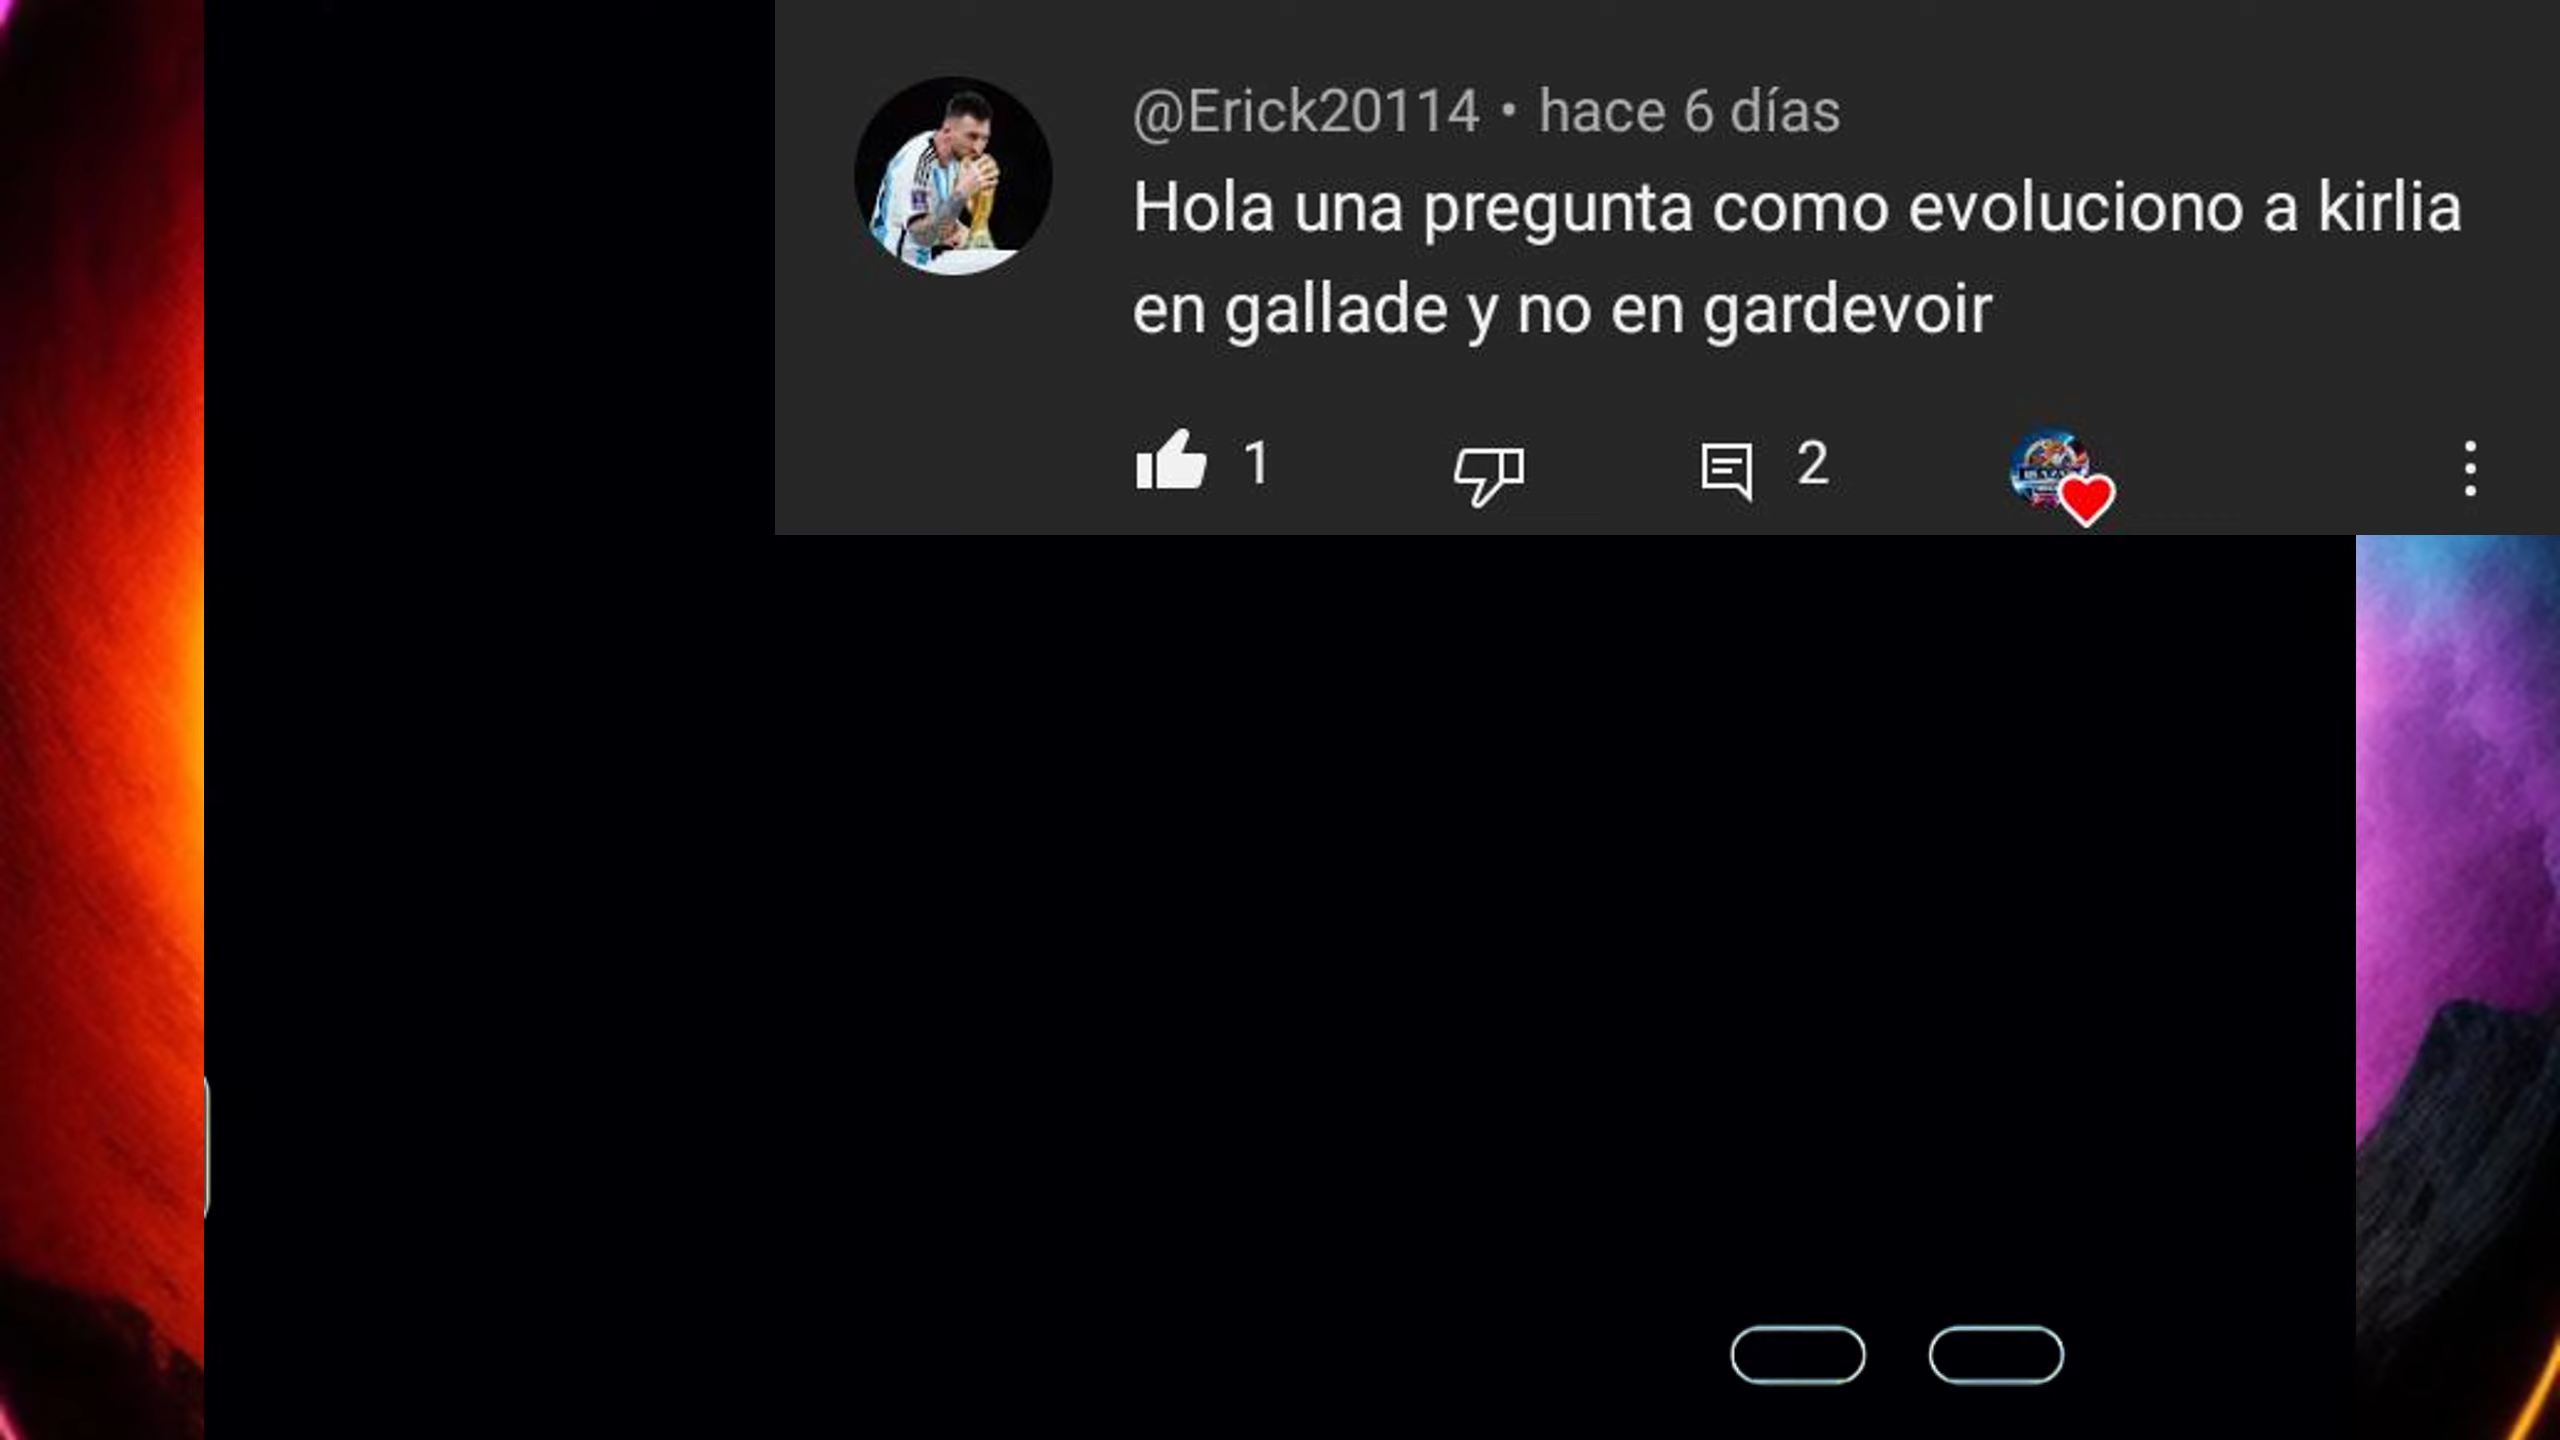 @Erick20114 • hace 6 días
Hola una pregunta como evoluciono a kirlia
en gallade y no en gardevoir
1 2